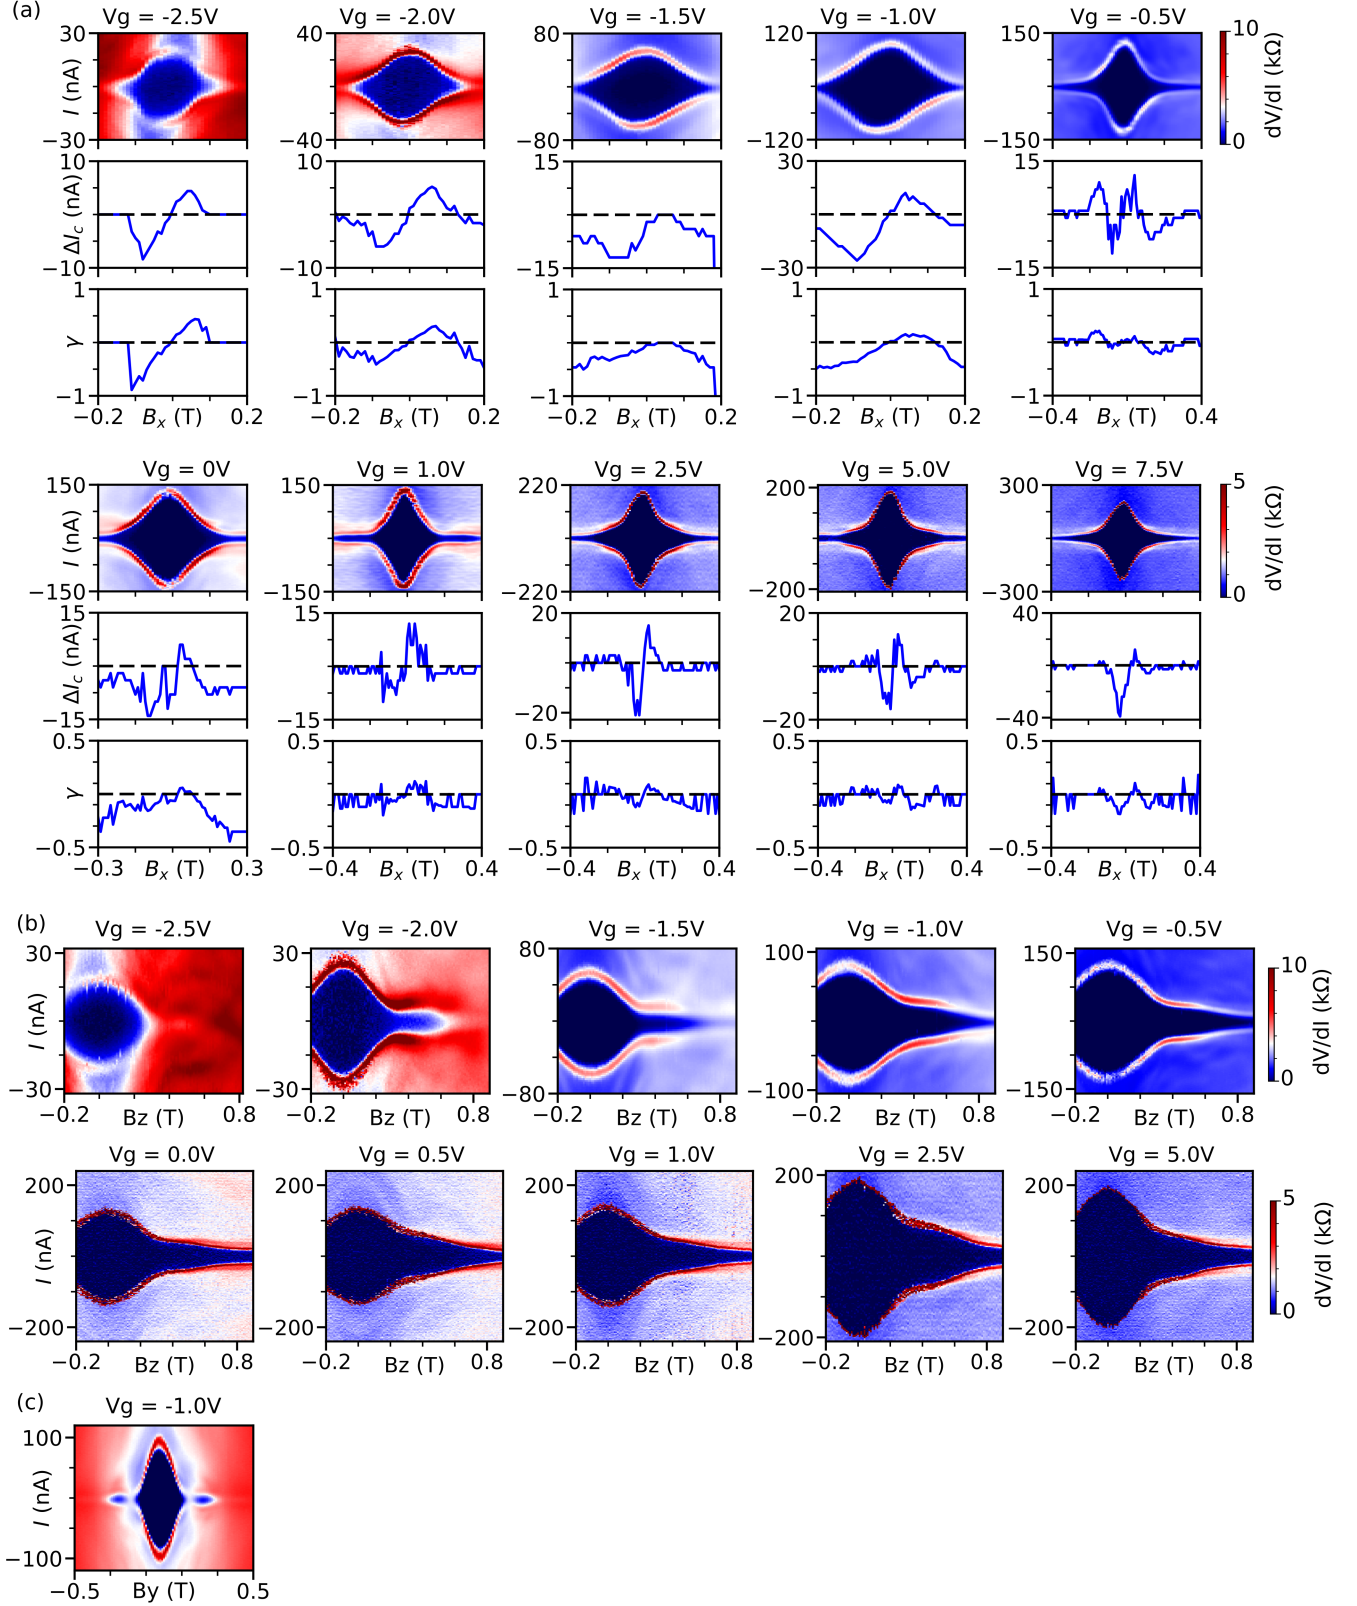 (a)
Vg = -2.5V Vg = -2.0V Vg = -1.5V Vg = -1.0V Vg = -0.5V
30 40 80 120 150 10
I (nA) dV/dI (kΩ)
−30 −40 −80 −120 −150 0
10 10 15 30 15
ΔIc (nA)
−10 −10 −15 −30 −15
1 1 1 1 1
γ
−1 −1 −1 −1 −1
−0.2 Bx (T) 0.2 −0.2 Bx (T) 0.2 −0.2 Bx (T) 0.2 −0.2 Bx (T) 0.2 −0.4 Bx (T) 0.4
Vg = 0V Vg = 1.0V Vg = 2.5V Vg = 5.0V Vg = 7.5V
150 150 220 200 300 5
I (nA) dV/dI (kΩ)
−150 −150 −220 −200 −300 0
15 15 20 20 40
ΔIc (nA)
−15 −15 −20 −20 −40
0.5 0.5 0.5 0.5 0.5
γ
−0.5 −0.5 −0.5 −0.5 −0.5
−0.3 Bx (T) 0.3 −0.4 Bx (T) 0.4 −0.4 Bx (T) 0.4 −0.4 Bx (T) 0.4 −0.4 Bx (T) 0.4
(b)
Vg = -2.5V Vg = -2.0V Vg = -1.5V Vg = -1.0V Vg = -0.5V
30 30 80 100 150 10
I (nA) dV/dI (kΩ)
−30 −30 −80 −100 −150 0
−0.2 Bz (T) 0.8 −0.2 Bz (T) 0.8 −0.2 Bz (T) 0.8 −0.2 Bz (T) 0.8 −0.2 Bz (T) 0.8
Vg = 0.0V Vg = 0.5V Vg = 1.0V Vg = 2.5V Vg = 5.0V
200 200 200 200 200 5
I (nA) dV/dI (kΩ)
−200 −200 −200 −200 −200 0
−0.2 Bz (T) 0.8 −0.2 Bz (T) 0.8 −0.2 Bz (T) 0.8 −0.2 Bz (T) 0.8 −0.2 Bz (T) 0.8
(c)
Vg = -1.0V
100
I (nA)
−100
−0.5 By (T) 0.5